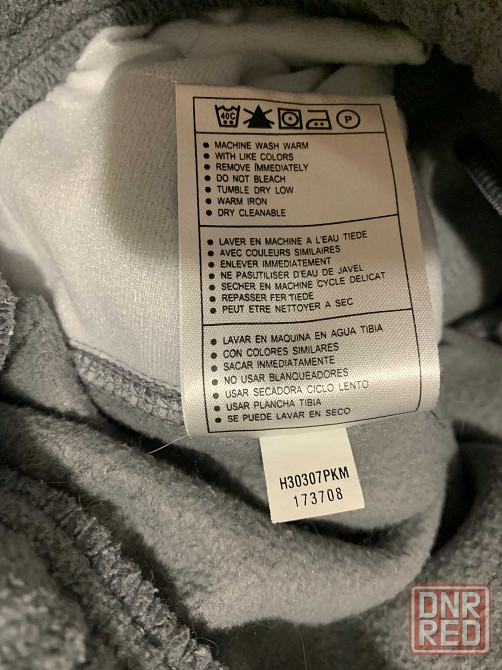 40C
P
• MACHINE WASH WARM
• WITH LIKE COLORS
• REMOVE IMMEDIATELY
• DO NOT BLEACH
• TUMBLE DRY LOW
• WARM IRON
• DRY CLEANABLE
• LAVER EN MACHINE A L'EAU TIEDE
• AVEC COULEURS SIMILAIRES
• ENLEVER IMMEDIATEMENT
• NE PASUTILISER D'EAU DE JAVEL
• SECHER EN MACHINE CYCLE DELICAT
• REPASSER FER TIEDE
• PEUT ETRE NETTOYER A SEC
• LAVAR EN MAQUINA EN AGUA TIBIA
• CON COLORES SIMILARES
• SACAR INMEDIATAMENTE
• NO USAR BLANQUEADORES
• USAR SECADORA CICLO LENTO
• USAR PLANCHA TIBIA
• SE PUEDE LAVAR EN SECO
H30307PKM
173708
DNR
RED